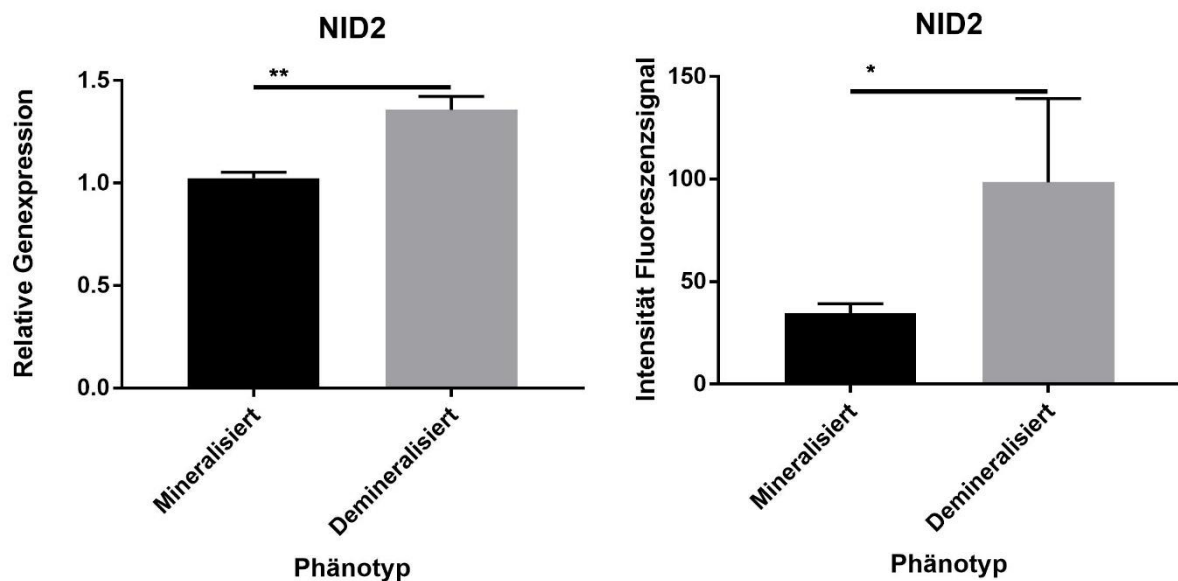 NID2
**
Relative Genexpression
1.5
1.0
0.5
0.0
Mineralisiert
Demineralisiert
Phänotyp
NID2
*
Intensität Fluoreszenzsignal
150
100
50
0
Mineralisiert
Demineralisiert
Phänotyp